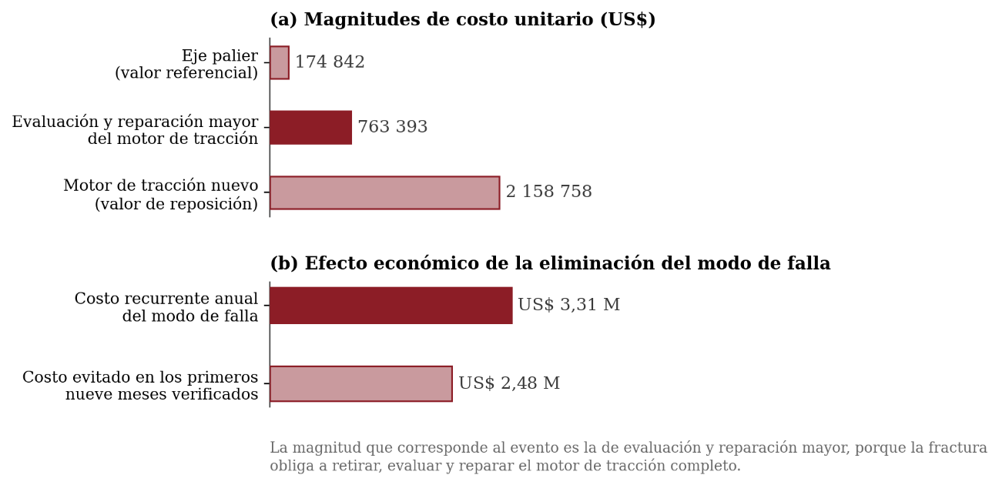 (a) Magnitudes de costo unitario (US$)
Eje palier
(valor referencial)
174 842
Evaluación y reparación mayor
del motor de tracción
763 393
Motor de tracción nuevo
(valor de reposición)
2 158 758
(b) Efecto económico de la eliminación del modo de falla
Costo recurrente anual
del modo de falla
US$ 3,31 M
Costo evitado en los primeros
nueve meses verificados
US$ 2,48 M
La magnitud que corresponde al evento es la de evaluación y reparación mayor, porque la fractura
obliga a retirar, evaluar y reparar el motor de tracción completo.